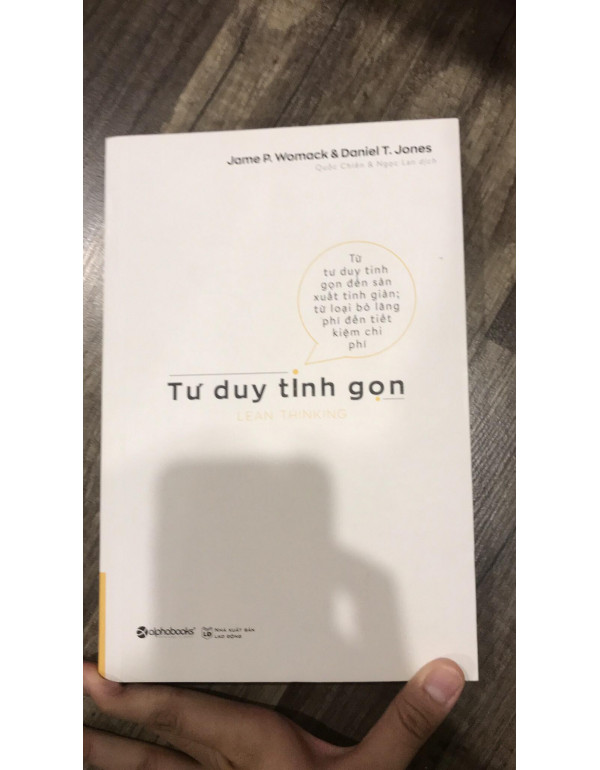 Jame P. Womack & Daniel T. Jones
Quốc Chiến & Ngọc Lan dịch
Từ
tư duy tinh
gọn đến sản
xuất tinh giản;
từ loại bỏ lãng
phí đến tiết
kiệm chi
phí
Tư duy tinh gọn
LEAN THINKING
alphabooks
NHÀ XUẤT BẢN
LAO ĐỘNG